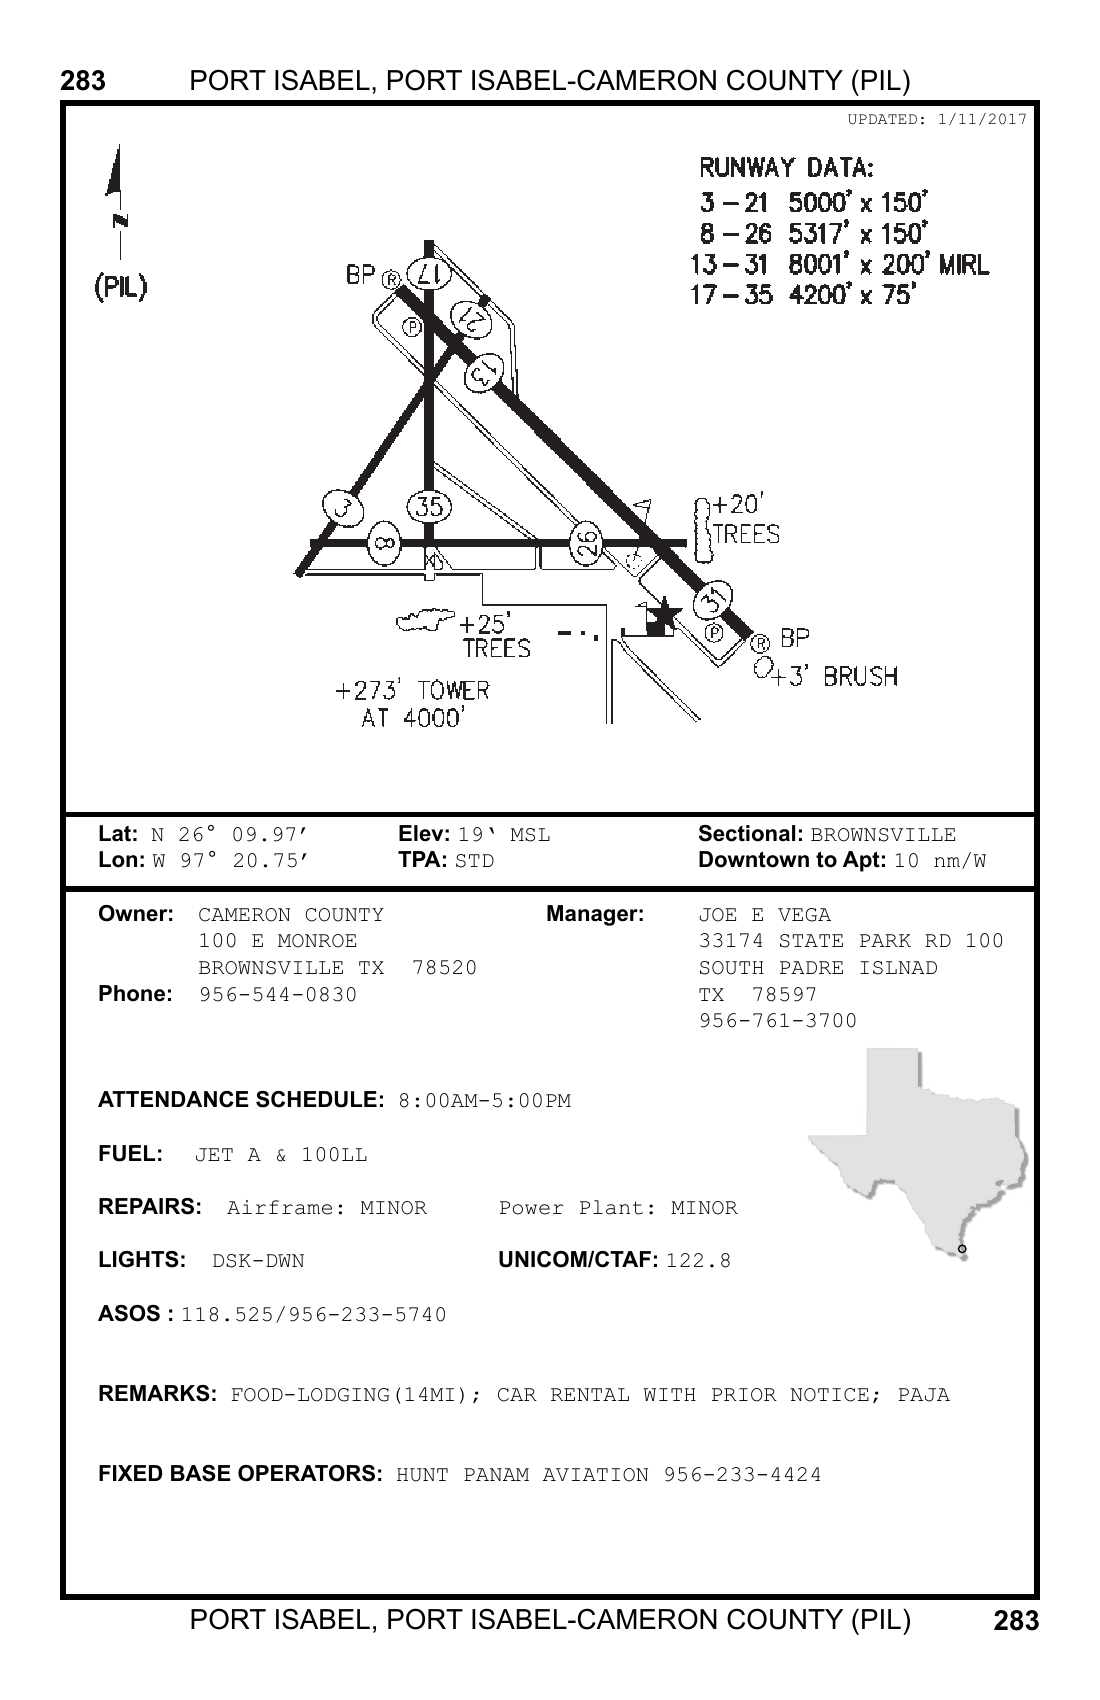 283 PORT ISABEL, PORT ISABEL-CAMERON COUNTY (PIL)
UPDATED: 1/11/2017
N
(PIL)
RUNWAY DATA:
3 – 21 5000' x 150'
8 – 26 5317' x 150'
13 – 31 8001' x 200' MIRL
17 – 35 4200' x 75'
BP R 17
P 21
13
3 35
8 26
+20'
TREES
31
P
R BP
+3' BRUSH
+25'
TREES
+273' TOWER
AT 4000'
Lat: N 26° 09.97′ Elev: 19‘ MSL Sectional: BROWNSVILLE
Lon: W 97° 20.75′ TPA: STD Downtown to Apt: 10 nm/W
Owner: CAMERON COUNTY Manager: JOE E VEGA
100 E MONROE 33174 STATE PARK RD 100
BROWNSVILLE TX 78520 SOUTH PADRE ISLNAD
Phone: 956-544-0830 TX 78597
956-761-3700
ATTENDANCE SCHEDULE: 8:00AM-5:00PM
FUEL: JET A & 100LL
REPAIRS: Airframe: MINOR Power Plant: MINOR
LIGHTS: DSK-DWN UNICOM/CTAF: 122.8
ASOS : 118.525/956-233-5740
REMARKS: FOOD-LODGING(14MI); CAR RENTAL WITH PRIOR NOTICE; PAJA
FIXED BASE OPERATORS: HUNT PANAM AVIATION 956-233-4424
PORT ISABEL, PORT ISABEL-CAMERON COUNTY (PIL) 283